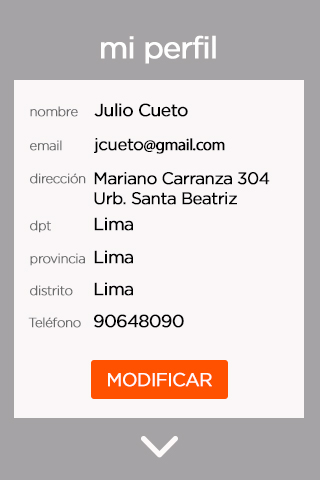 mi perfil
nombre Julio Cueto
email jcueto@gmail.com
dirección Mariano Carranza 304
Urb. Santa Beatriz
dpt Lima
provincia Lima
distrito Lima
Teléfono 90648090
MODIFICAR